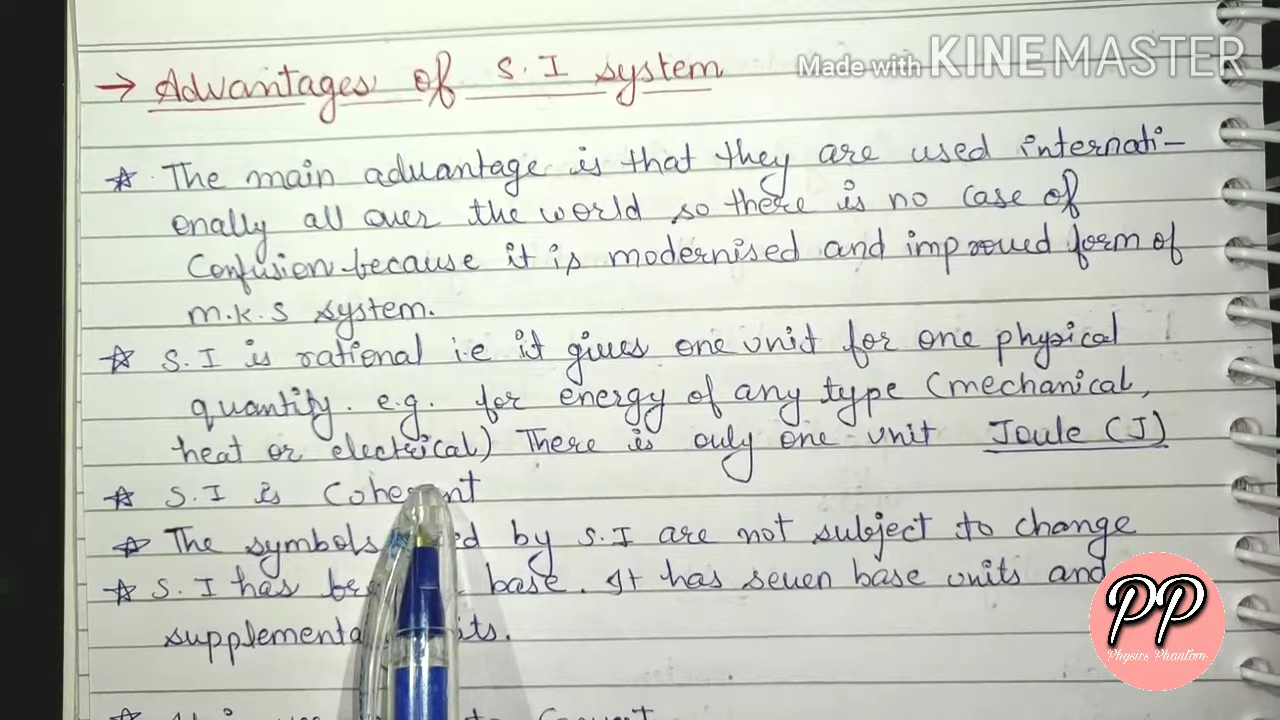 → Advantages of S.I system
Made with KINEMASTER
☆ The main advantage is that they are used internati-
onally all over the world so there is no case of
Confusion because it is modernised and improved form of
m.k.s system.
☆ S.I is rational i.e it gives one unit for one physical
quantity. e.g. for energy of any type (mechanical,
heat or electrical) There is only one unit Joule (J)
☆ S.I is Coherent
☆ The symbols by S.I are not subject to change
☆ S.I has base. It has seven base units and
PP
Physics Phantom